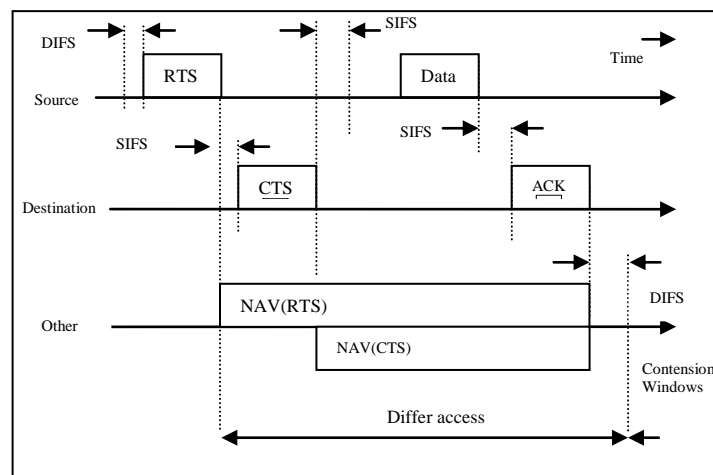 SIFS
DIFS
Time
RTS
Data
Source
SIFS
SIFS
CTS
ACK
Destination
NAV(RTS)
DIFS
Other
NAV(CTS)
Contension
Windows
Differ access